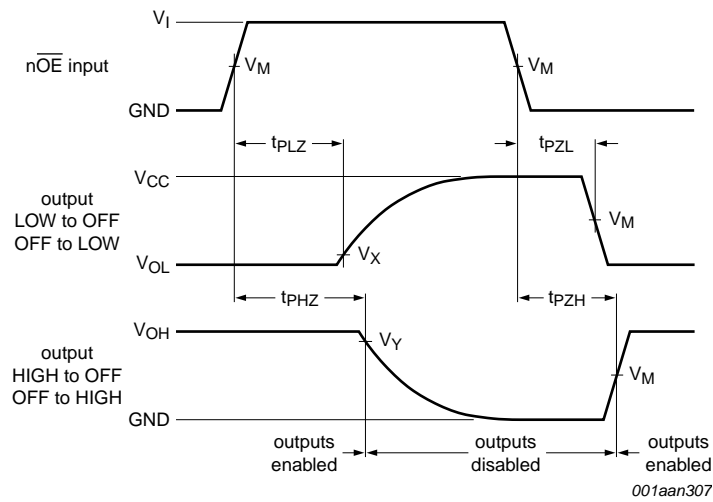 VI
nOE input
VM
VM
GND
tPLZ
tPZL
VCC
output
LOW to OFF
OFF to LOW
VM
VX
VOL
tPHZ
tPZH
VOH
VY
output
HIGH to OFF
OFF to HIGH
VM
GND
outputs
enabled
outputs
disabled
outputs
enabled
001aan307